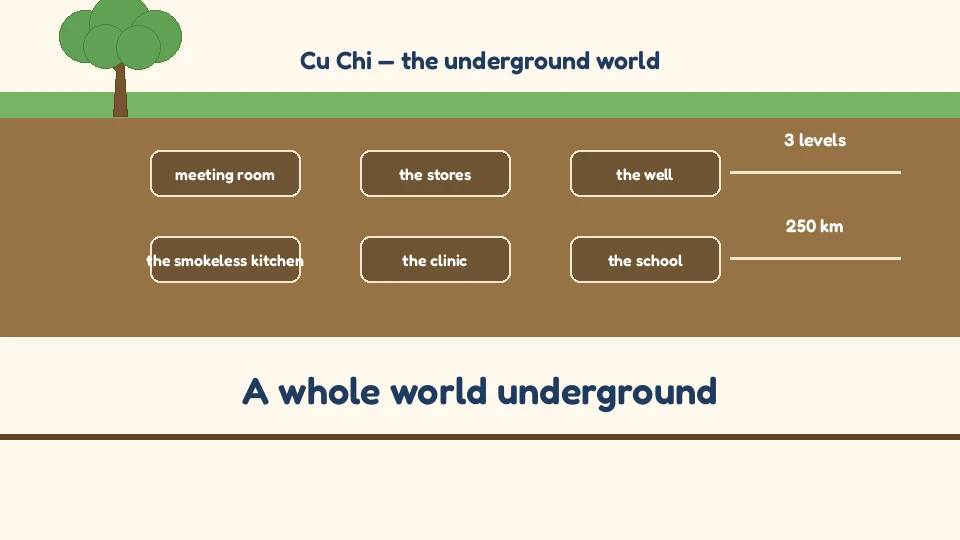 Cu Chi – the underground world
3 levels
meeting room
the stores
the well
250 km
the smokeless kitchen
the clinic
the school
A whole world underground